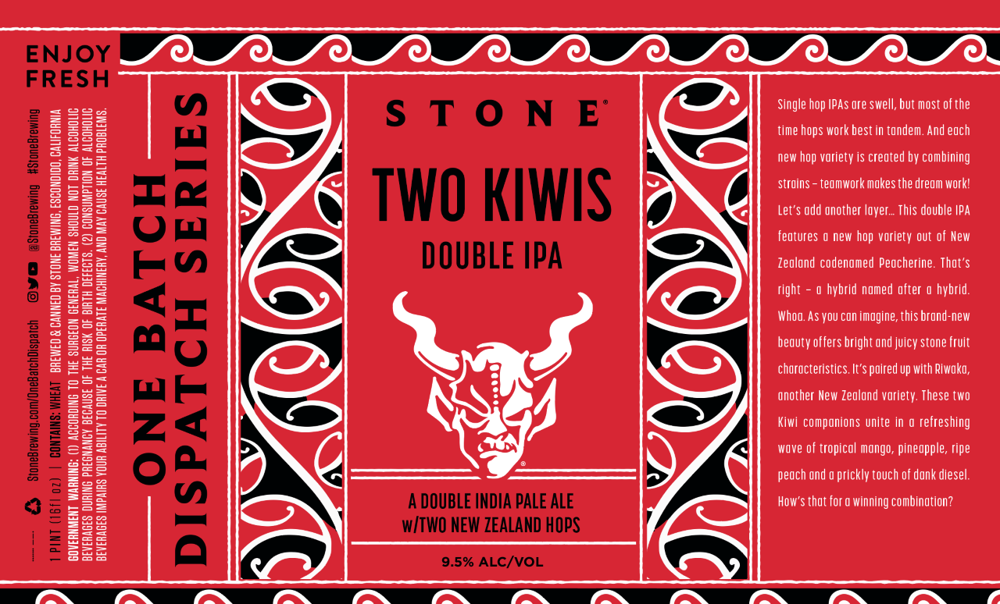 ENJOY
FRESH
StoneBrewing.com/OneBatchDispatch @StoneBrewing #StoneBrewing
1 PINT (16fl oz) | CONTAINS: WHEAT BREWED & CANNED BY STONE BREWING, ESCONDIDO, CALIFORNIA
GOVERNMENT WARNING: (1) ACCORDING TO THE SURGEON GENERAL, WOMEN SHOULD NOT DRINK ALCOHOLIC
BEVERAGES DURING PREGNANCY BECAUSE OF THE RISK OF BIRTH DEFECTS. (2) CONSUMPTION OF ALCOHOLIC
BEVERAGES IMPAIRS YOUR ABILITY TO DRIVE A CAR OR OPERATE MACHINERY, AND MAY CAUSE HEALTH PROBLEMS.
ONE BATCH
DISPATCH SERIES
STONE®
TWO KIWIS
DOUBLE IPA
®
A DOUBLE INDIA PALE ALE
w/TWO NEW ZEALAND HOPS
9.5% ALC/VOL
Single hop IPAs are swell, but most of the
time hops work best in tandem. And each
new hop variety is created by combining
strains – teamwork makes the dream work!
Let's add another layer... This double IPA
features a new hop variety out of New
Zealand codenamed Peacherine. That's
right – a hybrid named after a hybrid.
Whoa. As you can imagine, this brand-new
beauty offers bright and juicy stone fruit
characteristics. It's paired up with Riwaka,
another New Zealand variety. These two
Kiwi companions unite in a refreshing
wave of tropical mango, pineapple, ripe
peach and a prickly touch of dank diesel.
How's that for a winning combination?